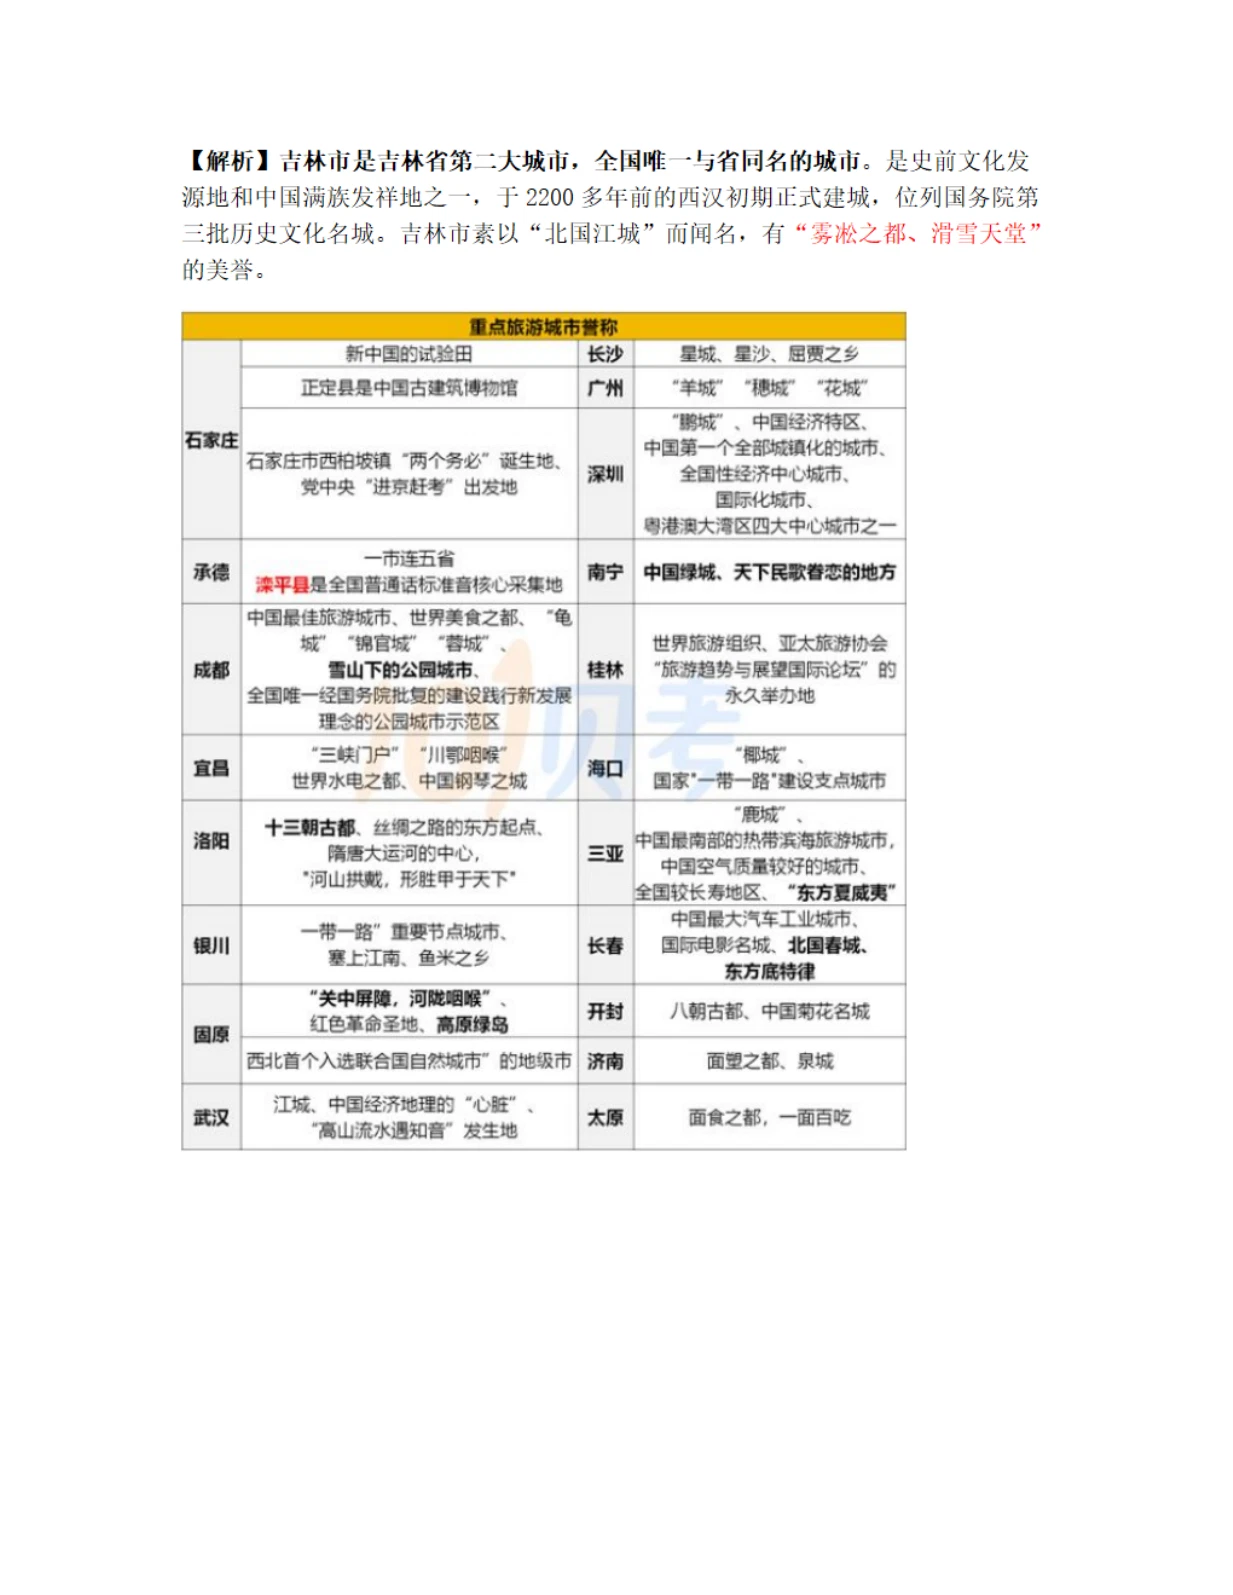 【解析】吉林市是吉林省第二大城市，全国唯一与省同名的城市。是史前文化发
源地和中国满族发祥地之一，于 2200 多年前的西汉初期正式建城，位列国务院第
三批历史文化名城。吉林市素以“北国江城”而闻名，有“雾凇之都、滑雪天堂”
的美誉。
重点旅游城市誉称
石家庄
新中国的试验田
长沙
星城、星沙、屈贾之乡
正定县是中国古建筑博物馆
广州
“羊城” “穗城” “花城”
石家庄市西柏坡镇“两个务必”诞生地、
党中央“进京赶考”出发地
深圳
“鹏城”、中国经济特区、
中国第一个全部城镇化的城市、
全国性经济中心城市、
国际化城市、
粤港澳大湾区四大中心城市之一
承德
一市连五省
滦平县是全国普通话标准音核心采集地
南宁
中国绿城、天下民歌眷恋的地方
成都
中国最佳旅游城市、世界美食之都、“龟
城” “锦官城” “蓉城”、
雪山下的公园城市、
全国唯一经国务院批复的建设践行新发展
理念的公园城市示范区
桂林
世界旅游组织、亚太旅游协会
“旅游趋势与展望国际论坛”的
永久举办地
宜昌
“三峡门户” “川鄂咽喉”
世界水电之都、中国钢琴之城
海口
“椰城”、
国家"一带一路"建设支点城市
洛阳
十三朝古都、丝绸之路的东方起点、
隋唐大运河的中心，
"河山拱戴，形胜甲于天下"
三亚
“鹿城”、
中国最南部的热带滨海旅游城市，
中国空气质量较好的城市、
全国较长寿地区、“东方夏威夷”
银川
一带一路”重要节点城市、
塞上江南、鱼米之乡
长春
中国最大汽车工业城市、
国际电影名城、北国春城、
东方底特律
固原
“关中屏障，河陇咽喉”、
红色革命圣地、高原绿岛
开封
八朝古都、中国菊花名城
西北首个入选联合国自然城市”的地级市
济南
面塑之都、泉城
武汉
江城、中国经济地理的“心脏”、
“高山流水遇知音”发生地
太原
面食之都，一面百吃
101贝考